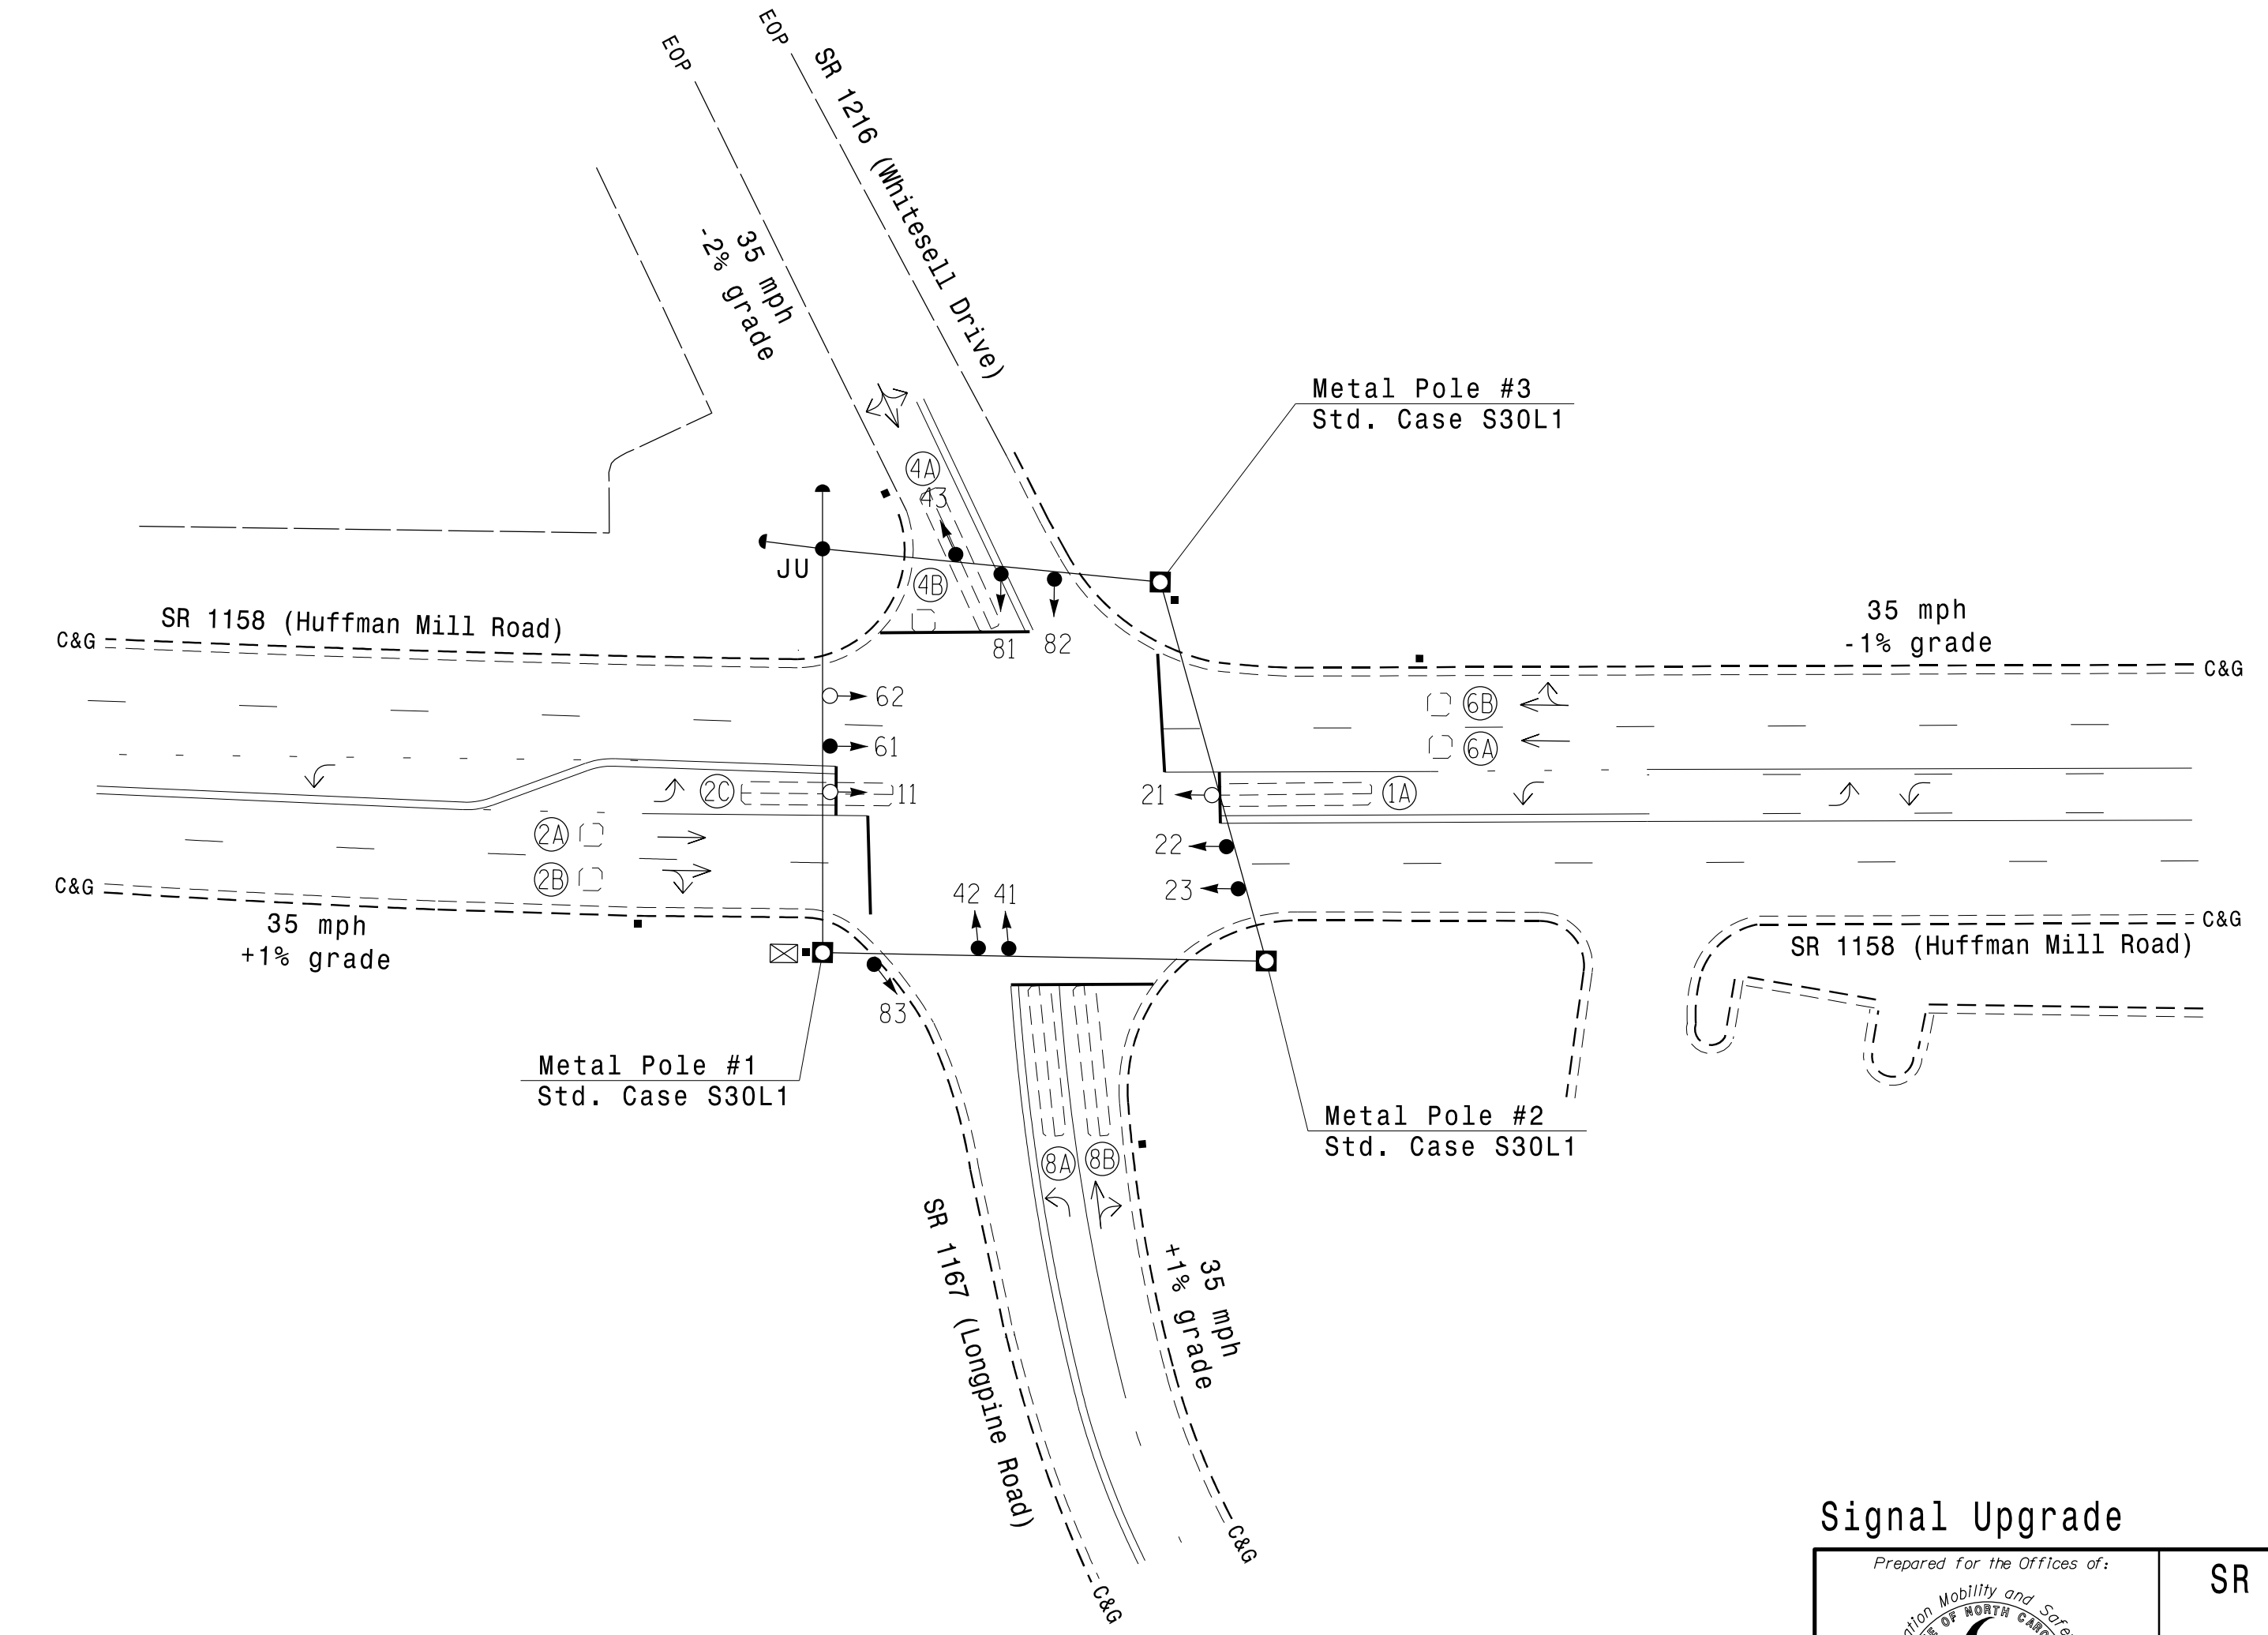 EOP
EOP
SR 1216 (Whitesell Drive)
35 mph
-2% grade
Metal Pole #3
Std. Case S30L1
4A
43
JU
4B
SR 1158 (Huffman Mill Road)
C&G
81
82
35 mph
-1% grade
C&G
62
6B
61
6A
2C
11
21
1A
2A
22
2B
23
C&G
42
41
35 mph
+1% grade
C&G
SR 1158 (Huffman Mill Road)
83
Metal Pole #1
Std. Case S30L1
Metal Pole #2
Std. Case S30L1
8A
8B
SR 1167 (Longpine Road)
35 mph
+1% grade
C&G
C&G
Signal Upgrade
Prepared for the Offices of:
SR
Mobility and
OF NORTH